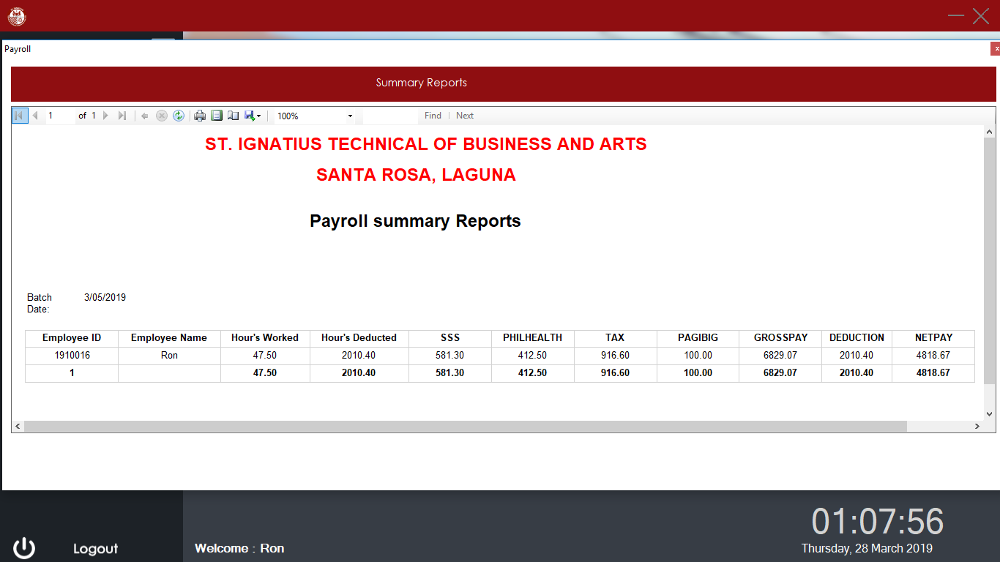 Payroll
x
Summary Reports
1 of 1 100% Find Next
ST. IGNATIUS TECHNICAL OF BUSINESS AND ARTS
SANTA ROSA, LAGUNA
Payroll summary Reports
Batch 3/05/2019
Date:
Employee ID Employee Name Hour's Worked Hour's Deducted SSS PHILHEALTH TAX PAGIBIG GROSSPAY DEDUCTION NETPAY
1910016 Ron 47.50 2010.40 581.30 412.50 916.60 100.00 6829.07 2010.40 4818.67
1 47.50 2010.40 581.30 412.50 916.60 100.00 6829.07 2010.40 4818.67
01:07:56
Logout Welcome : Ron Thursday, 28 March 2019